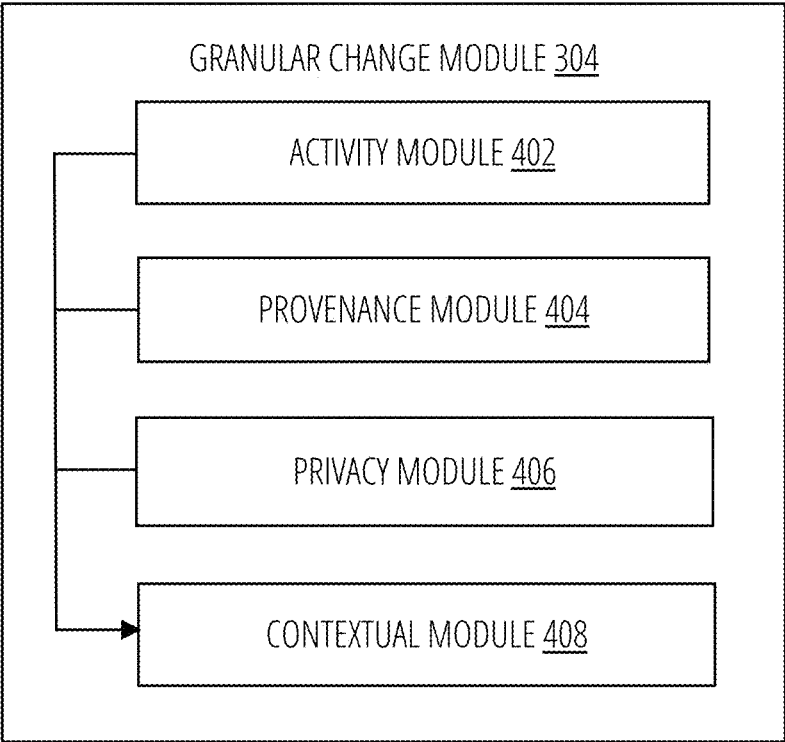 GRANULAR CHANGE MODULE 304
ACTIVITY MODULE 402
PROVENANCE MODULE 404
PRIVACY MODULE 406
CONTEXTUAL MODULE 408